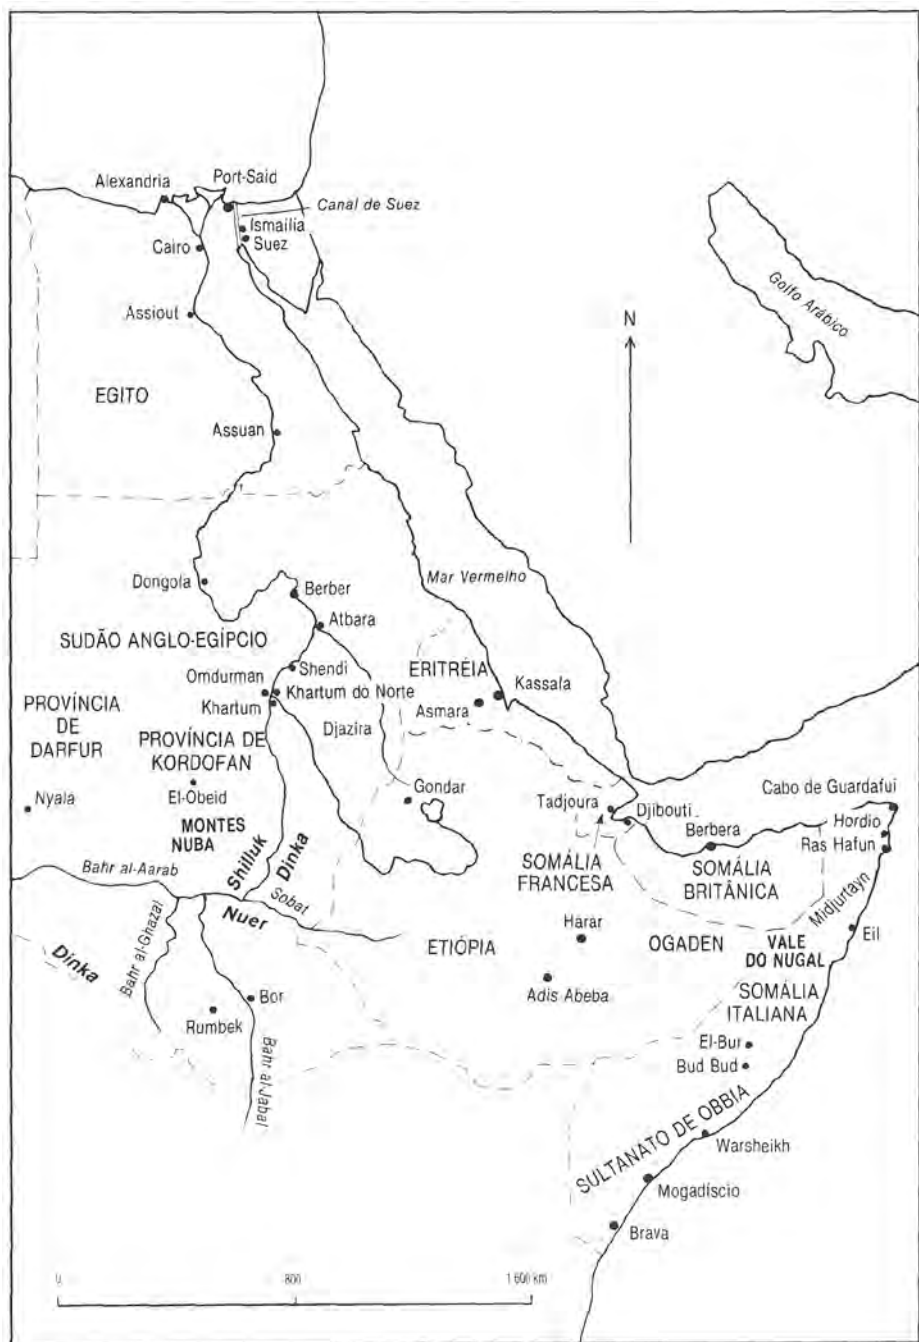 Alexandria
Port-Said
Canal de Suez
Ismailia
Suez
Cairo
Golfo Arábico
Assiout
N
EGITO
Assuan
Mar Vermelho
Dongola
Berber
Atbara
SUDÃO ANGLO-EGÍPCIO
Shendi
Omdurman
Khartum do Norte
Khartum
ERITRÉIA
Kassala
Asmara
PROVÍNCIA
DE
DARFUR
Djazira
PROVÍNCIA DE
KORDOFAN
El-Obeid
Gondar
Nyala
MONTES
NUBA
Tadjoura
Djibouti
Berbera
Cabo de Guardafui
Hordio
Ras Hafun
Shilluk
Dinka
SOMÁLIA
FRANCESA
SOMÁLIA
BRITÂNICA
Midjurtayn
Bahr al-Aarab
Sobat
Nuer
Dinka
Bahr al-Ghazal
ETIÓPIA
Harar
OGADEN
VALE
DO NUGAL
Eil
Adis Abeba
SOMÁLIA
ITALIANA
Bor
Rumbek
Bahr al-Jabal
El-Bur
Bud Bud
SULTANATO DE OBBIA
Warsheikh
Mogadíscio
Brava
0 800 1 600 km